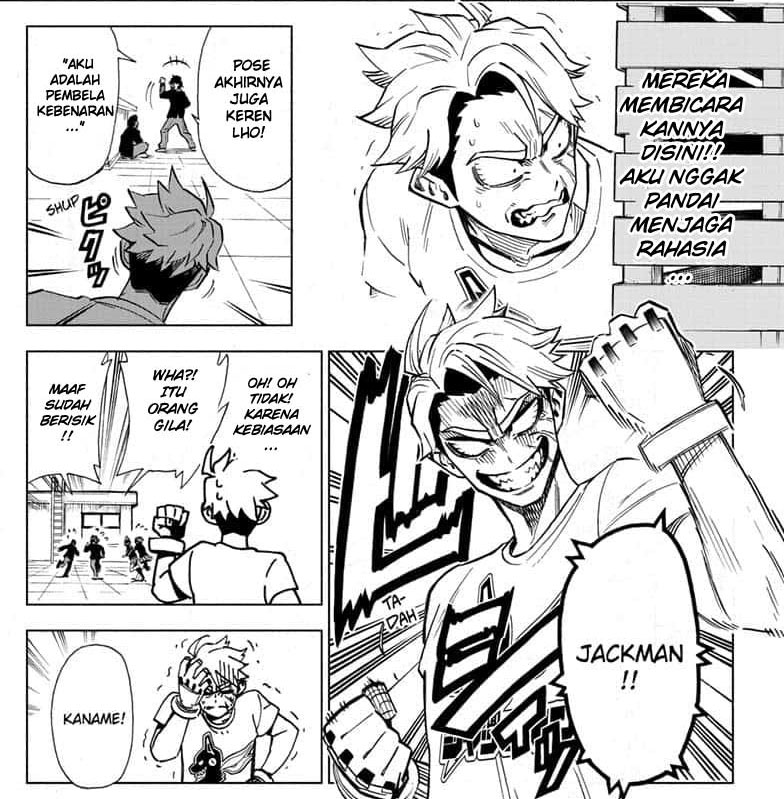 MEREKA
MEMBICARA
KANNYA
DISINI!!
AKU NGGAK
PANDAI
MENJAGA
RAHASIA
...
POSE
AKHIRNYA
JUGA
KEREN
LHO!
"AKU
ADALAH
PEMBELA
KEBENARAN
..."
SHUP
ピクッ
JACKMAN
!!
TA-
DAH
OH! OH
TIDAK!
KARENA
KEBIASAAN
...
WHA?!
ITU
ORANG
GILA!
MAAF
SUDAH
BERISIK
!!
KANAME!